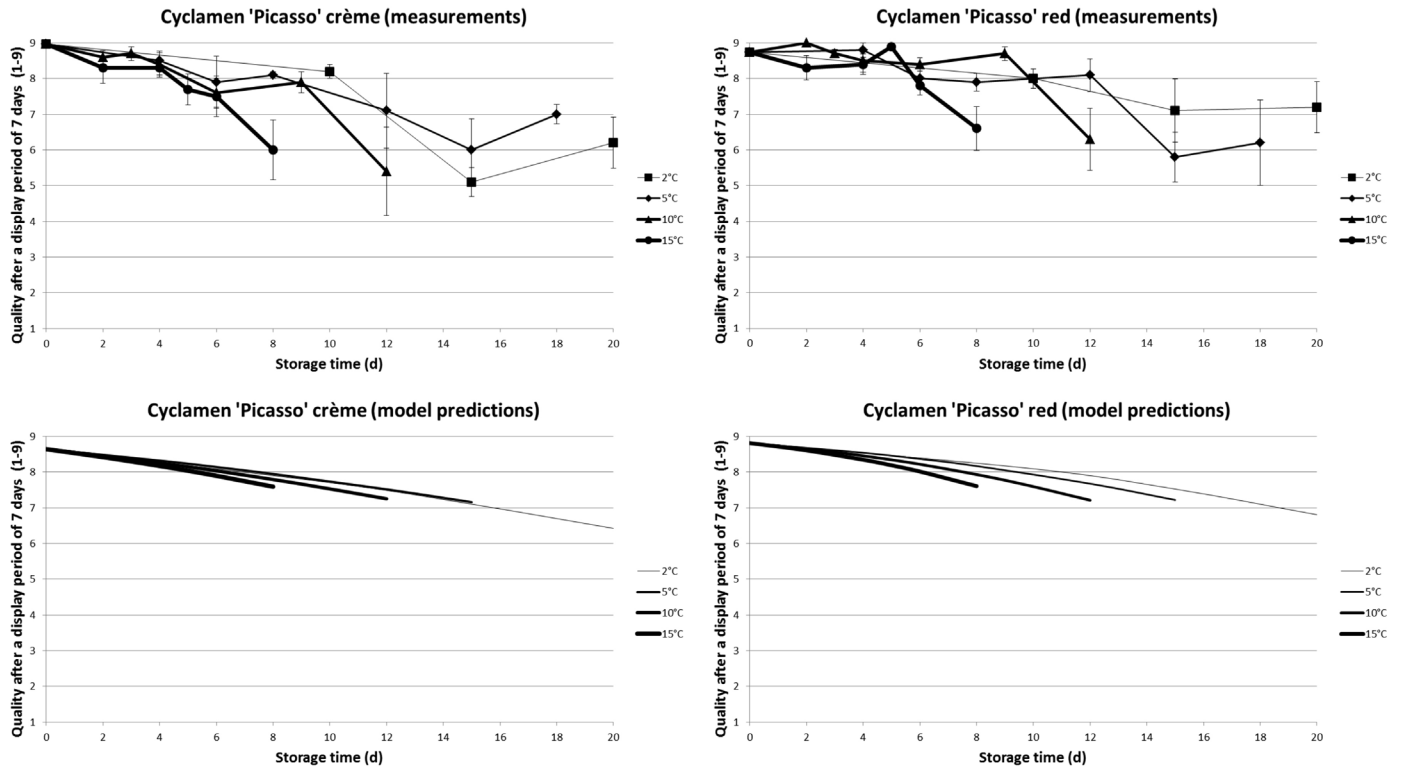 Cyclamen 'Picasso' crème (measurements)
Quality after a display period of 7 days (1-9)
9
8
7
6
5
4
3
2
1
0 2 4 6 8 10 12 14 16 18 20
Storage time (d)
2°C
5°C
10°C
15°C
Cyclamen 'Picasso' red (measurements)
Quality after a display period of 7 days (1-9)
9
8
7
6
5
4
3
2
1
0 2 4 6 8 10 12 14 16 18 20
Storage time (d)
2°C
5°C
10°C
15°C
Cyclamen 'Picasso' crème (model predictions)
Quality after a display period of 7 days (1-9)
9
8
7
6
5
4
3
2
1
0 2 4 6 8 10 12 14 16 18 20
Storage time (d)
2°C
5°C
10°C
15°C
Cyclamen 'Picasso' red (model predictions)
Quality after a display period of 7 days (1-9)
9
8
7
6
5
4
3
2
1
0 2 4 6 8 10 12 14 16 18 20
Storage time (d)
2°C
5°C
10°C
15°C